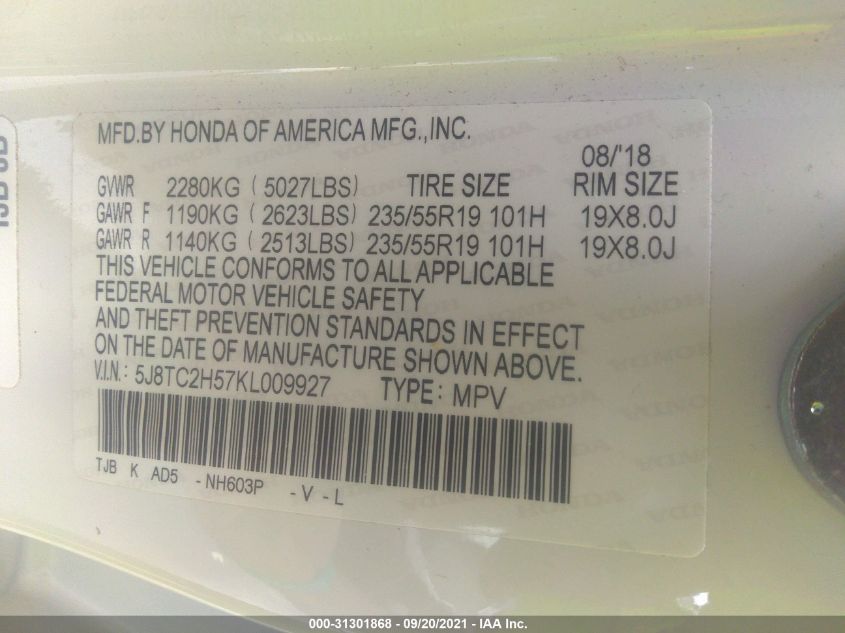 MFD.BY HONDA OF AMERICA MFG.,INC.
08/'18
GVWR 2280KG ( 5027LBS) TIRE SIZE RIM SIZE
GAWR F 1190KG ( 2623LBS) 235/55R19 101H 19X8.0J
GAWR R 1140KG ( 2513LBS) 235/55R19 101H 19X8.0J
THIS VEHICLE CONFORMS TO ALL APPLICABLE
FEDERAL MOTOR VEHICLE SAFETY
AND THEFT PREVENTION STANDARDS IN EFFECT
ON THE DATE OF MANUFACTURE SHOWN ABOVE.
V.I.N.: 5J8TC2H57KL009927 TYPE: MPV
TJB K AD5 -NH603P -V-L
000-31301868 - 09/20/2021 - IAA Inc.